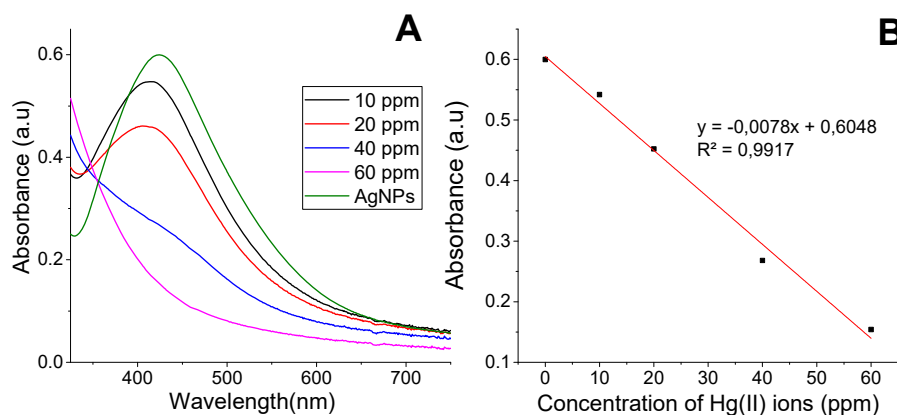 A
0.6
0.4
0.2
0.0
Absorbance (a.u)
400
500
600
700
Wavelength(nm)
10 ppm
20 ppm
40 ppm
60 ppm
AgNPs
B
0.6
0.5
0.4
0.3
0.2
0.1
Absorbance (a.u)
y = -0,0078x + 0,6048
R² = 0,9917
0
10
20
30
40
50
60
Concentration of Hg(II) ions (ppm)